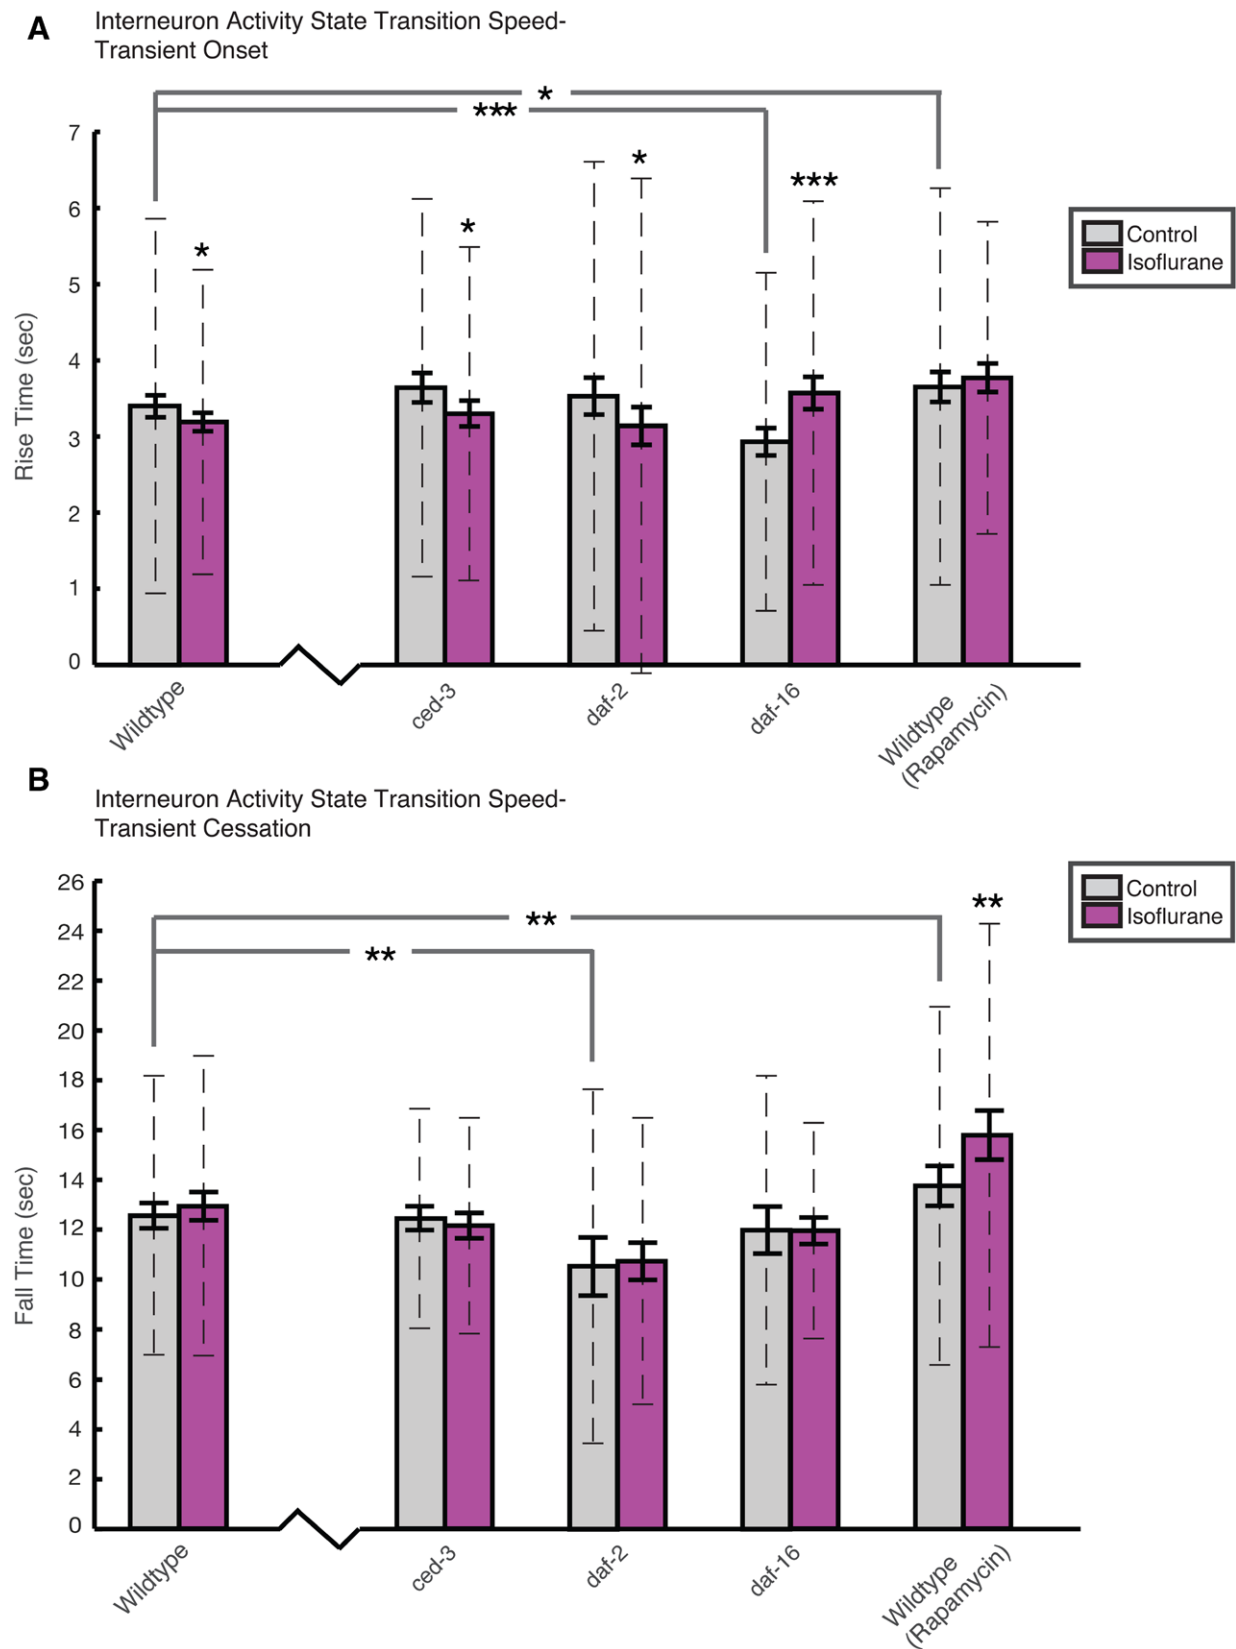 A
Interneuron Activity State Transition Speed-
Transient Onset
*
***
7
6
5
4
3
2
1
0
Rise Time (sec)
*
*
*
***
Control
Isoflurane
Wildtype
ced-3
daf-2
daf-16
Wildtype
(Rapamycin)
B
Interneuron Activity State Transition Speed-
Transient Cessation
26
24
22
20
18
16
14
12
10
8
6
4
2
0
Fall Time (sec)
**
**
**
Control
Isoflurane
Wildtype
ced-3
daf-2
daf-16
Wildtype
(Rapamycin)